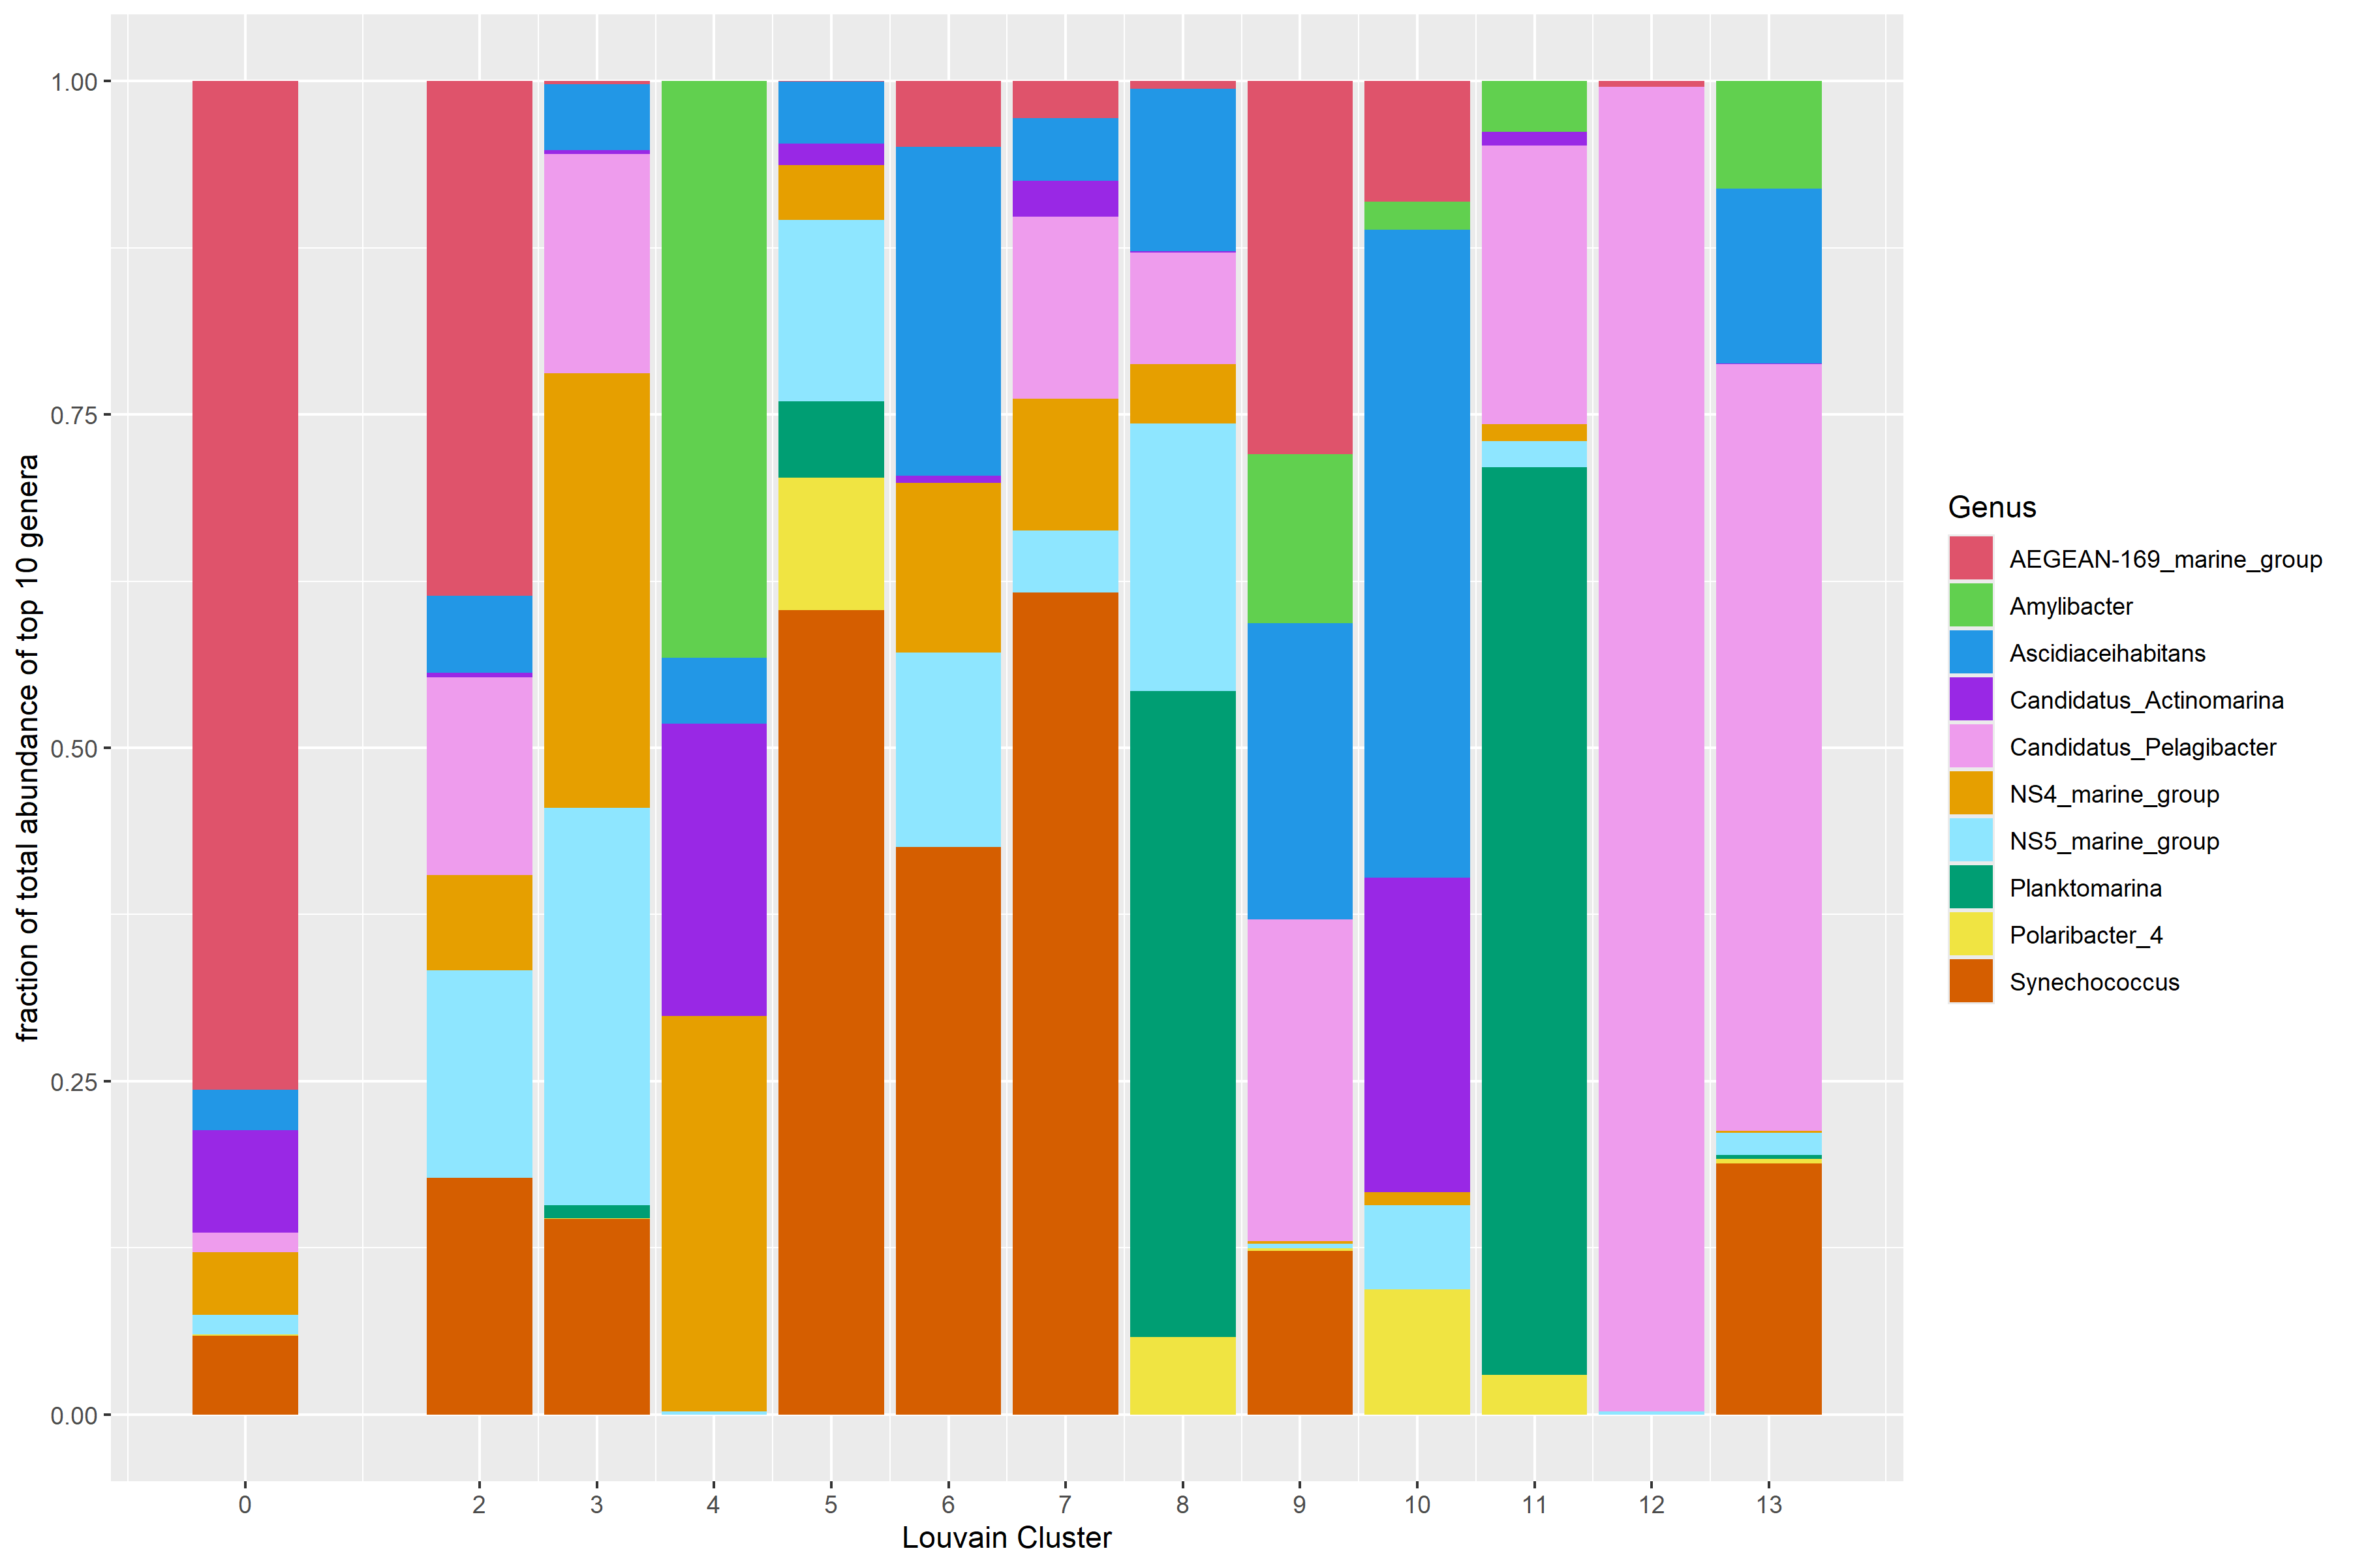 fraction of total abundance of top 10 genera
1.00
0.75
0.50
0.25
0.00
0 2 3 4 5 6 7 8 9 10 11 12 13
Louvain Cluster
Genus
AEGEAN-169_marine_group
Amylibacter
Ascidiaceihabitans
Candidatus_Actinomarina
Candidatus_Pelagibacter
NS4_marine_group
NS5_marine_group
Planktomarina
Polaribacter_4
Synechococcus